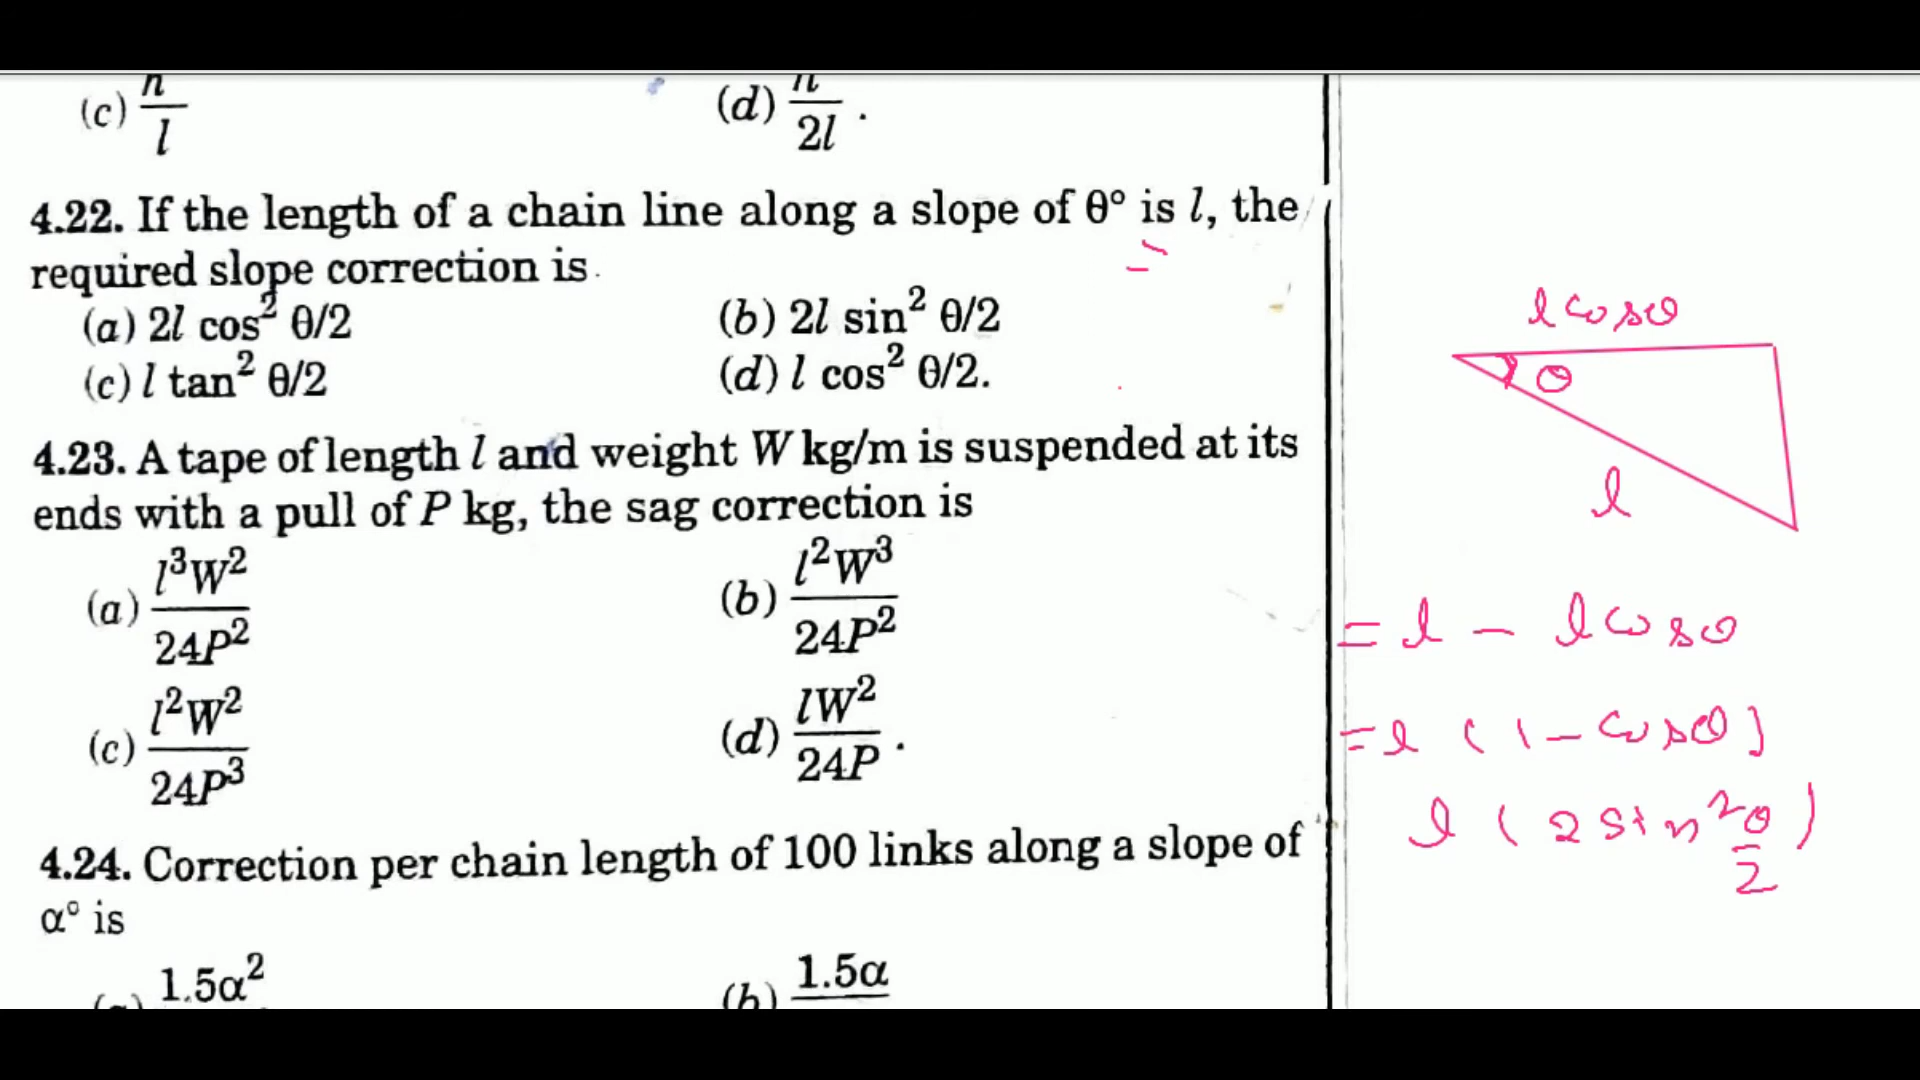 (c) n/l (d) n/2l .
4.22. If the length of a chain line along a slope of θ° is l, the
required slope correction is
(a) 2l cos² θ/2 (b) 2l sin² θ/2
(c) l tan² θ/2 (d) l cos² θ/2.
4.23. A tape of length l and weight W kg/m is suspended at its
ends with a pull of P kg, the sag correction is
(a) l³W²/24P² (b) l²W³/24P²
(c) l²W²/24P³ (d) lW²/24P .
4.24. Correction per chain length of 100 links along a slope of
α° is
1.5α² (b) 1.5α
l cosθ
θ
l
= l - l cosθ
= l (1 - cosθ)
l (2 sin² θ/2)